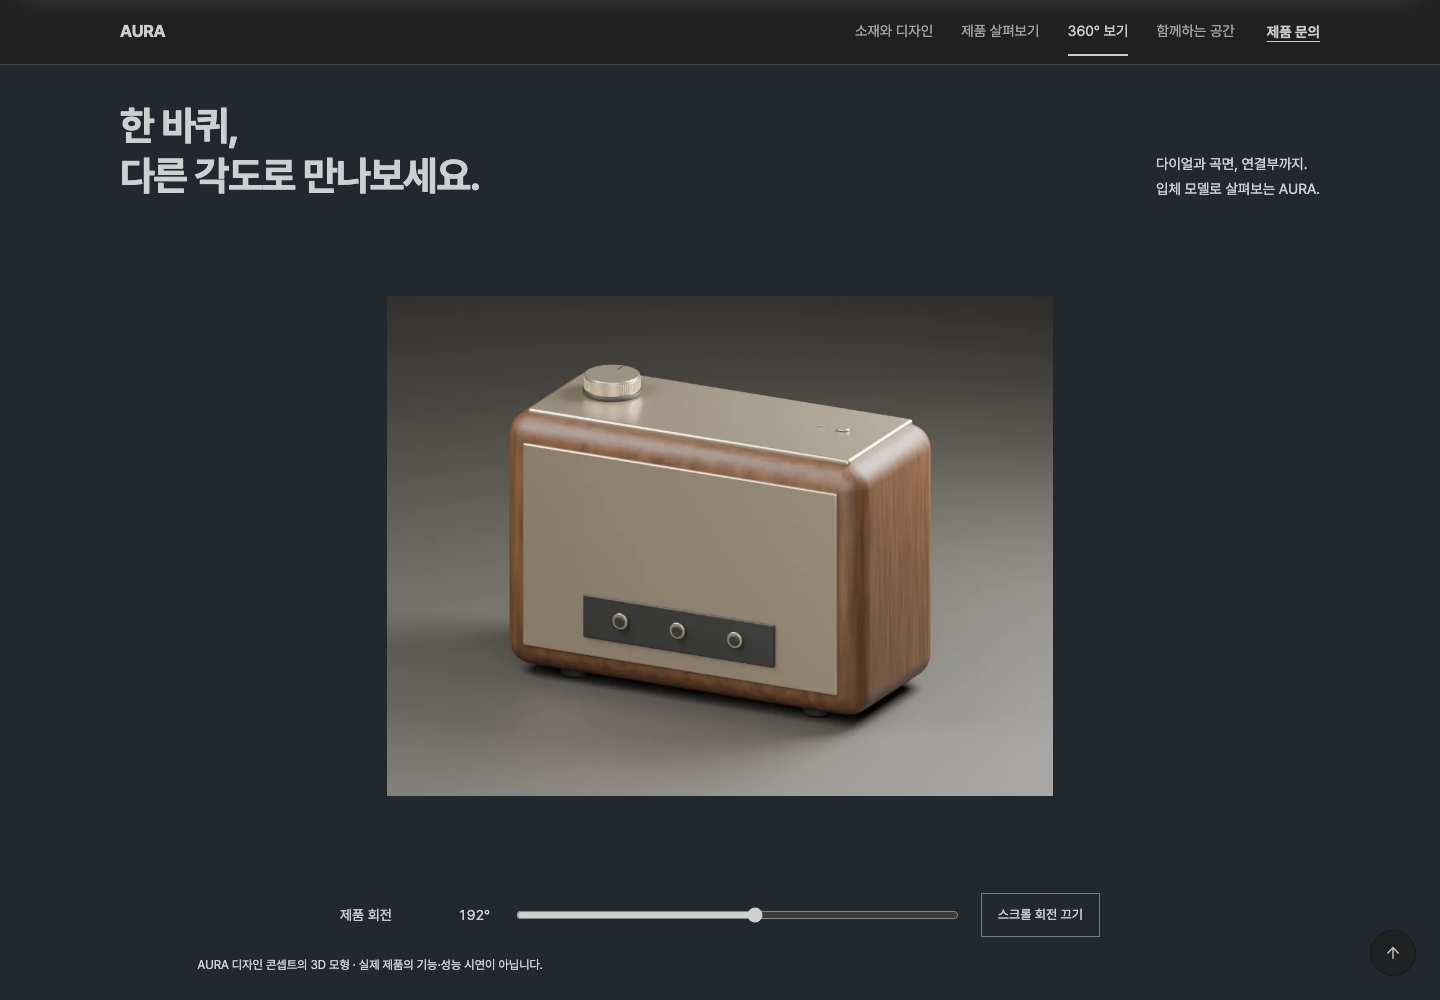 AURA
소재와 디자인
제품 살펴보기
360° 보기
함께하는 공간
제품 문의
한 바퀴,
다른 각도로 만나보세요.
다이얼과 곡면, 연결부까지.
입체 모델로 살펴보는 AURA.
제품 회전
192°
스크롤 회전 끄기
AURA 디자인 콘셉트의 3D 모형 · 실제 제품의 기능·성능 시연이 아닙니다.